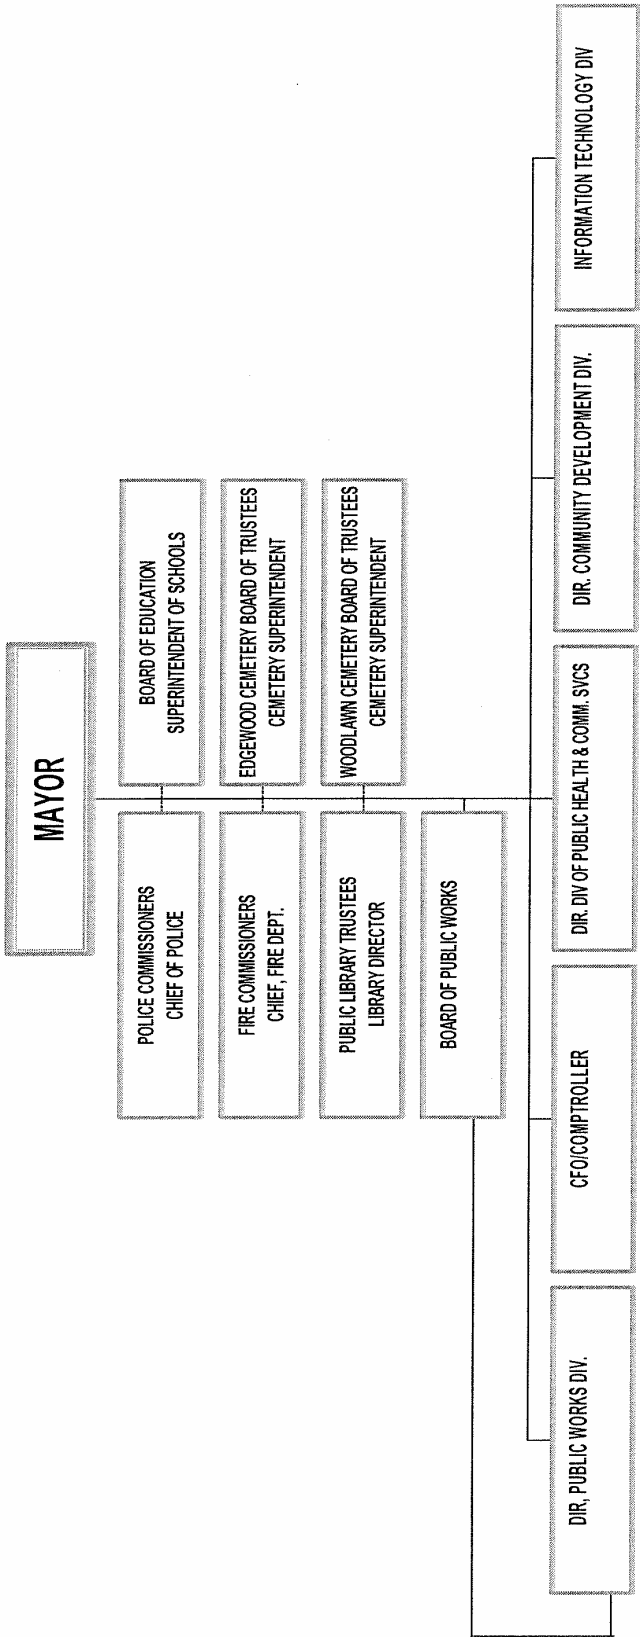 MAYOR
POLICE COMMISSIONERS
CHIEF OF POLICE
BOARD OF EDUCATION
SUPERINTENDENT OF SCHOOLS
FIRE COMMISSIONERS
CHIEF, FIRE DEPT.
EDGEWOOD CEMETERY BOARD OF TRUSTEES
CEMETERY SUPERINTENDENT
PUBLIC LIBRARY TRUSTEES
LIBRARY DIRECTOR
WOODLAWN CEMETERY BOARD OF TRUSTEES
CEMETERY SUPERINTENDENT
BOARD OF PUBLIC WORKS
DIR, PUBLIC WORKS DIV.
CFO/COMPTROLLER
DIR. DIV OF PUBLIC HEALTH & COMM. SVCS
DIR. COMMUNITY DEVELOPMENT DIV.
INFORMATION TECHNOLOGY DIV